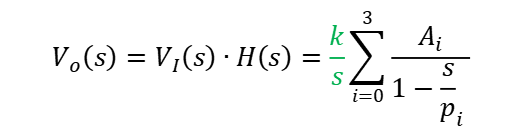 V_o(s) = V_I(s) · H(s) = \frac{k}{s} \sum_{i=0}^{3} \frac{A_i}{1 - \frac{s}{p_i}}